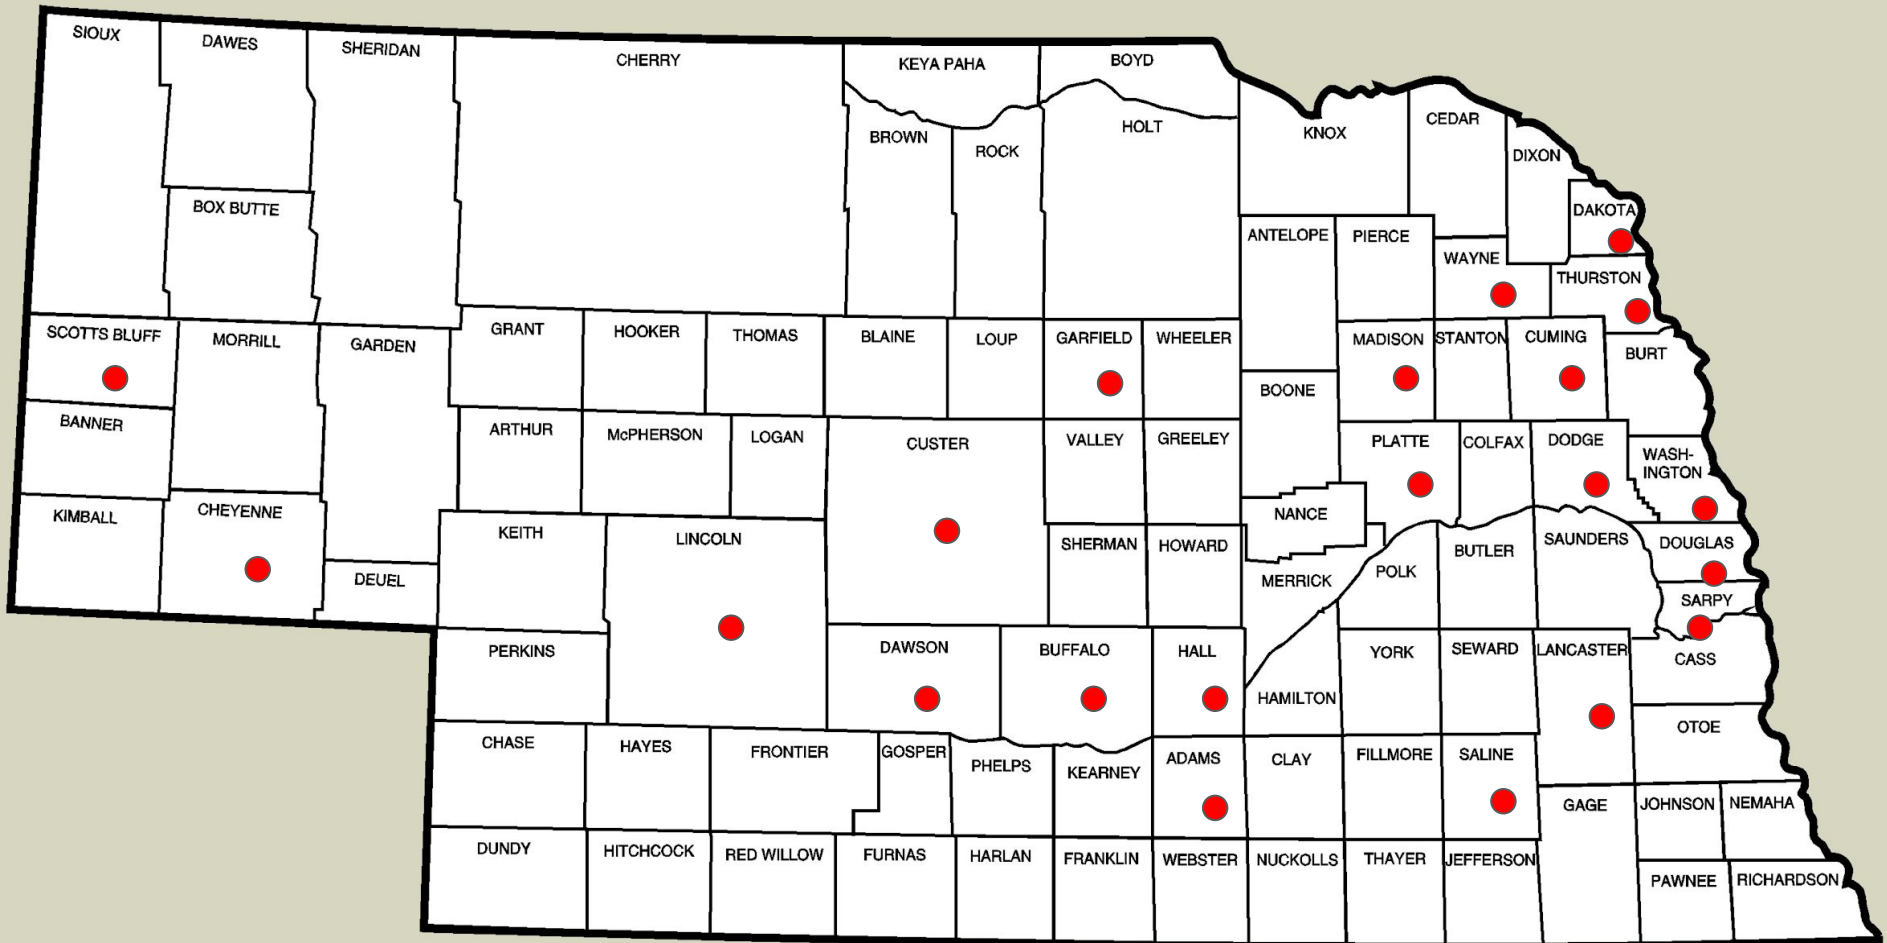 SIOUX
DAWES
SHERIDAN
CHERRY
KEYA PAHA
BOYD
KNOX
CEDAR
DIXON
DAKOTA
BOX BUTTE
BROWN
ROCK
HOLT
ANTELOPE
PIERCE
WAYNE
THURSTON
SCOTTS BLUFF
MORRILL
GARDEN
GRANT
HOOKER
THOMAS
BLAINE
LOUP
GARFIELD
WHEELER
BOONE
MADISON
STANTON
CUMING
BURT
BANNER
ARTHUR
McPHERSON
LOGAN
CUSTER
VALLEY
GREELEY
PLATTE
COLFAX
DODGE
WASH-
INGTON
KIMBALL
CHEYENNE
DEUEL
KEITH
LINCOLN
SHERMAN
HOWARD
NANCE
MERRICK
POLK
BUTLER
SAUNDERS
DOUGLAS
SARPY
PERKINS
DAWSON
BUFFALO
HALL
HAMILTON
YORK
SEWARD
LANCASTER
CASS
OTOE
CHASE
HAYES
FRONTIER
GOSPER
PHELPS
KEARNEY
ADAMS
CLAY
FILLMORE
SALINE
GAGE
JOHNSON
NEMAHA
DUNDY
HITCHCOCK
RED WILLOW
FURNAS
HARLAN
FRANKLIN
WEBSTER
NUCKOLLS
THAYER
JEFFERSON
PAWNEE
RICHARDSON